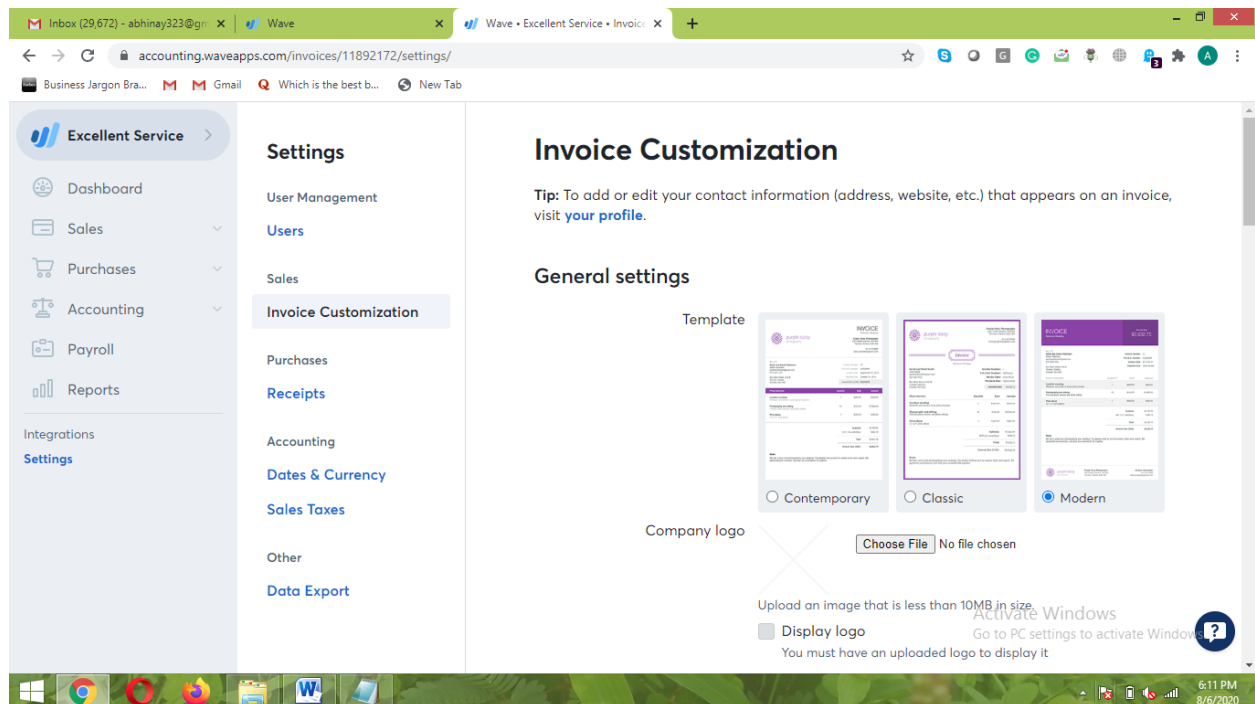 Inbox (29,672) - abhinay323@gm
Wave
Wave • Excellent Service • Invoic
accounting.waveapps.com/invoices/11892172/settings/
Business Jargon Bra...
Gmail
Which is the best b...
New Tab
Excellent Service
Dashboard
Sales
Purchases
Accounting
Payroll
Reports
Integrations
Settings
Settings
User Management
Users
Sales
Invoice Customization
Purchases
Receipts
Accounting
Dates & Currency
Sales Taxes
Other
Data Export
Invoice Customization
Tip: To add or edit your contact information (address, website, etc.) that appears on an invoice,
visit your profile.
General settings
Template
INVOICE
INVOICE
Contemporary
Classic
Modern
Company logo
Choose File No file chosen
Upload an image that is less than 10MB in size.
Display logo
You must have an uploaded logo to display it
Activate Windows
Go to PC settings to activate Windows
6:11 PM
8/6/2020